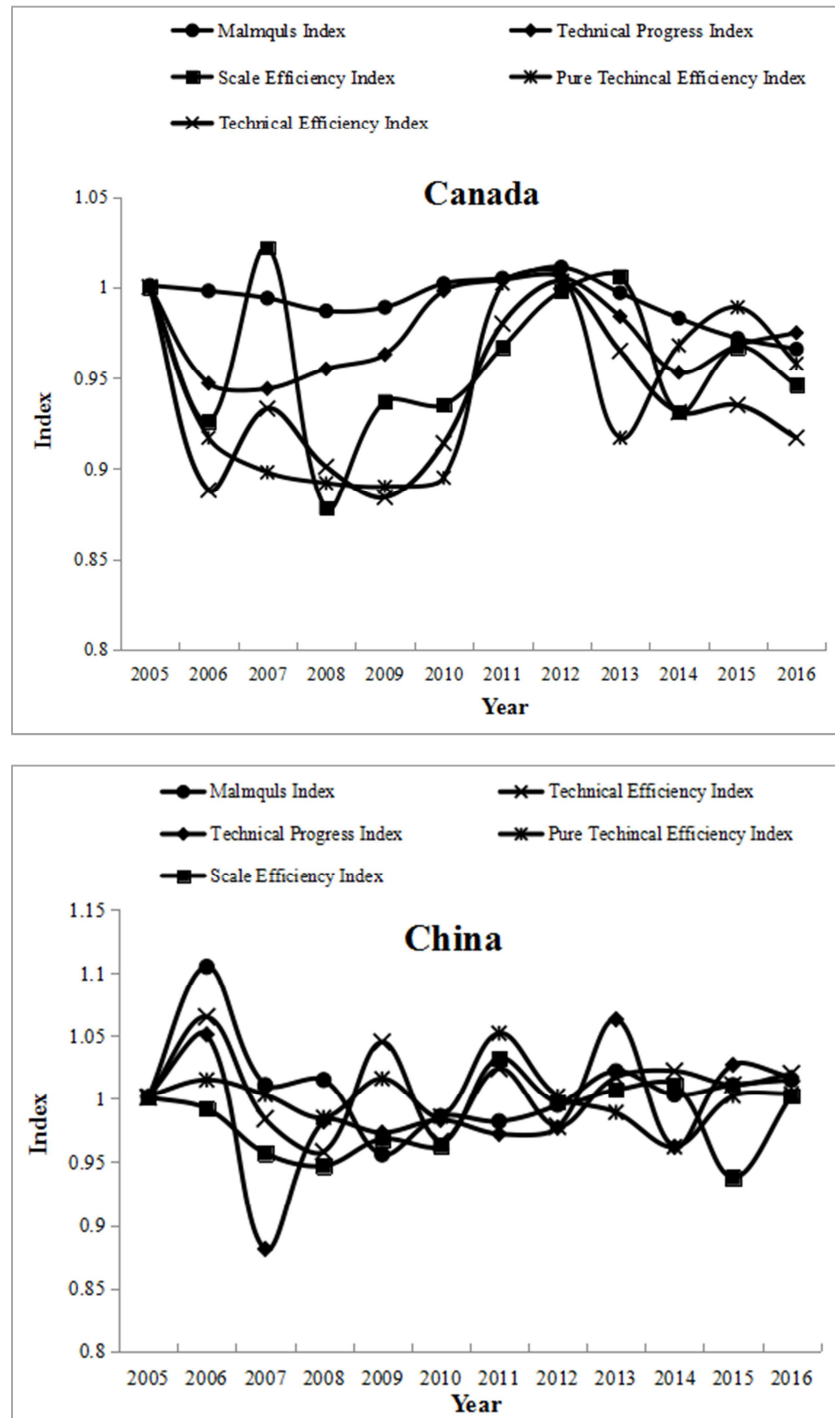 Malmquls Index Technical Progress Index
Scale Efficiency Index Pure Techincal Efficiency Index
Technical Efficiency Index
Canada
1.05
1
0.95
0.9
0.85
0.8
Index
2005 2006 2007 2008 2009 2010 2011 2012 2013 2014 2015 2016
Year
Malmquls Index Technical Efficiency Index
Technical Progress Index Pure Techincal Efficiency Index
Scale Efficiency Index
China
1.15
1.1
1.05
1
0.95
0.9
0.85
0.8
Index
2005 2006 2007 2008 2009 2010 2011 2012 2013 2014 2015 2016
Year